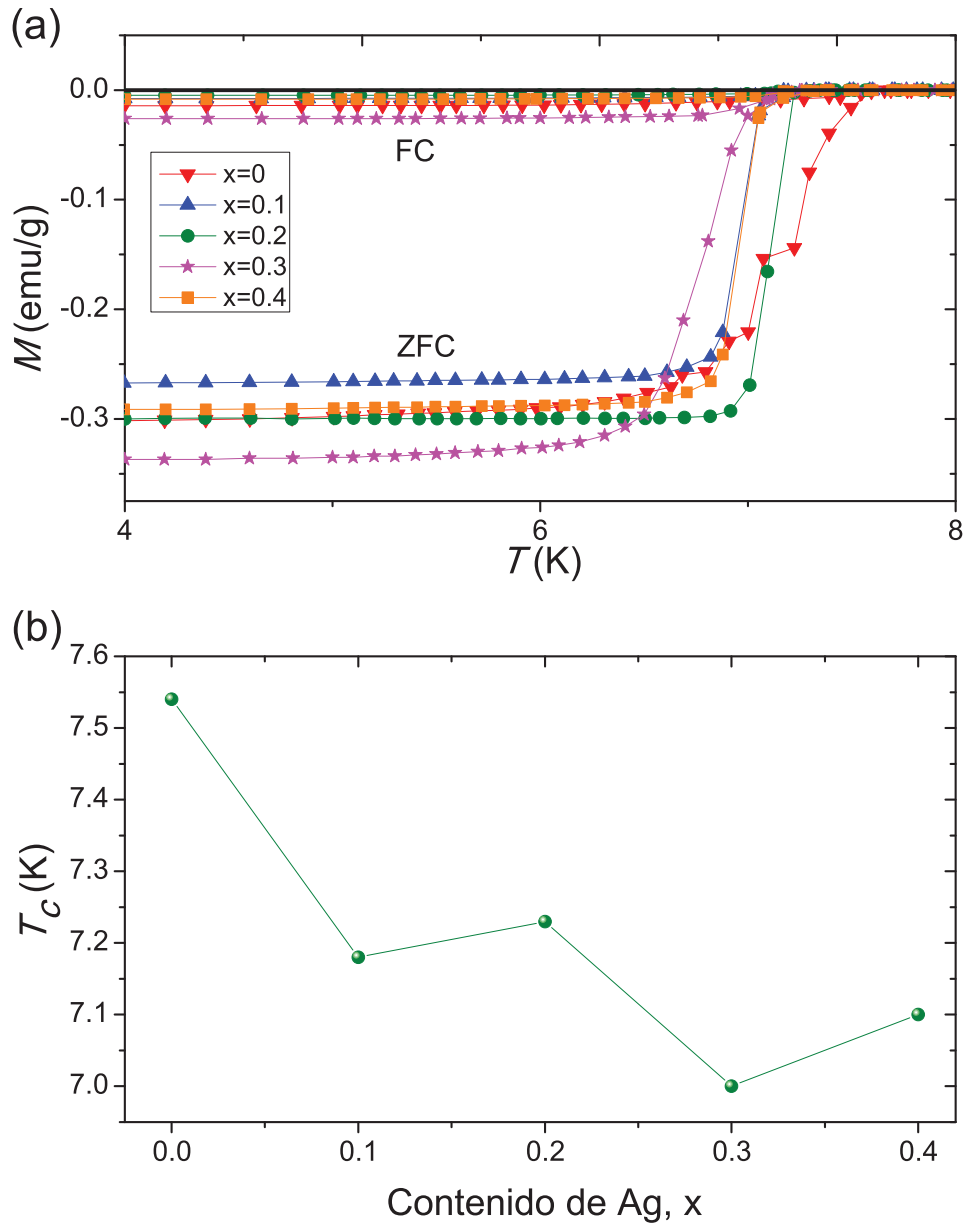 (a)
0.0
-0.1
-0.2
-0.3
M (emu/g)
FC
x=0
x=0.1
x=0.2
x=0.3
x=0.4
ZFC
4
6
8
T (K)
(b)
7.6
7.5
7.4
7.3
7.2
7.1
7.0
Tc (K)
0.0
0.1
0.2
0.3
0.4
Contenido de Ag, x